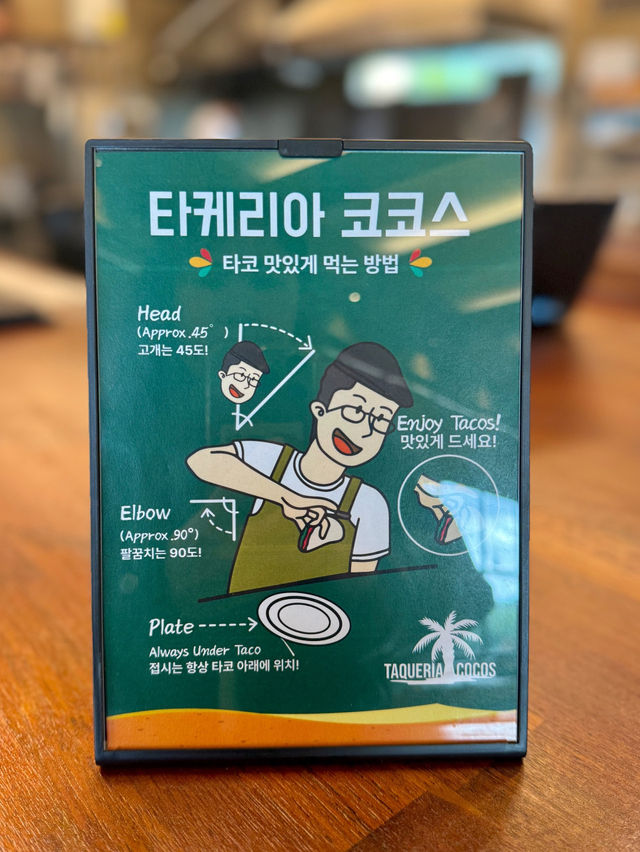 타케리아 코코스
타코 맛있게 먹는 방법
Head
(Approx .45° )
고개는 45도!
Enjoy Tacos!
맛있게 드세요!
Elbow
(Approx .90°)
팔꿈치는 90도!
Plate
Always Under Taco
접시는 항상 타코 아래에 위치!
TAQUERIA COCOS